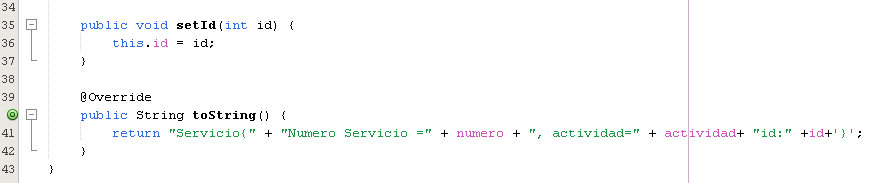 34
35 public void setId(int id) {
36 this.id = id;
37 }
38
39 @Override
public String toString() {
41 return "Servicio{" + "Numero Servicio =" + numero + ", actividad=" + actividad+ "id:" +id+'}';
42 }
43 }